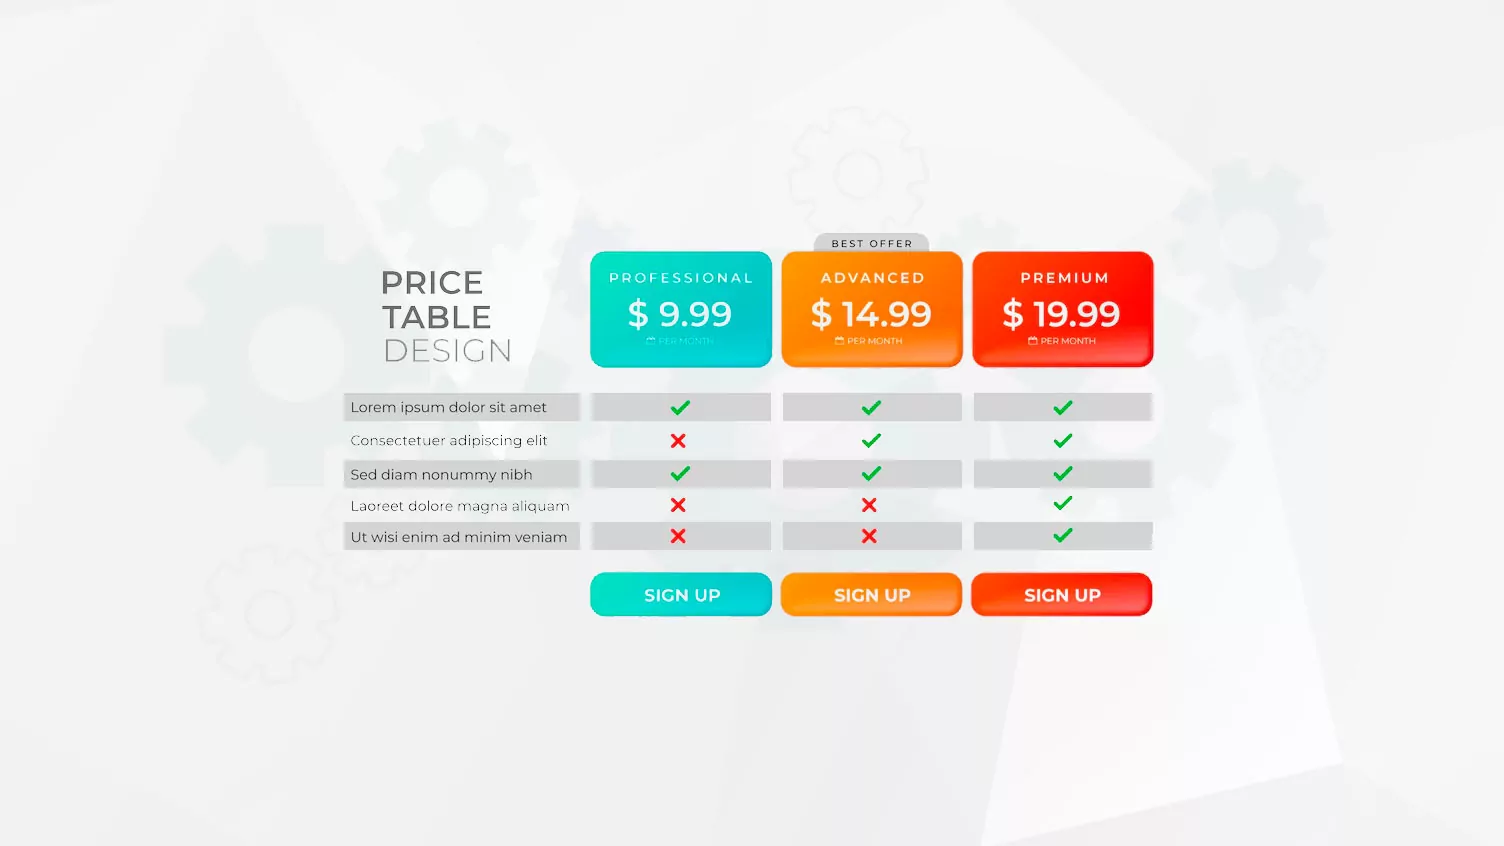 PRICE
TABLE
DESIGN
BEST OFFER
PROFESSIONAL
$ 9.99
PER MONTH
ADVANCED
$ 14.99
PER MONTH
PREMIUM
$ 19.99
PER MONTH
Lorem ipsum dolor sit amet
Consectetuer adipiscing elit
Sed diam nonummy nibh
Laoreet dolore magna aliquam
Ut wisi enim ad minim veniam
SIGN UP
SIGN UP
SIGN UP